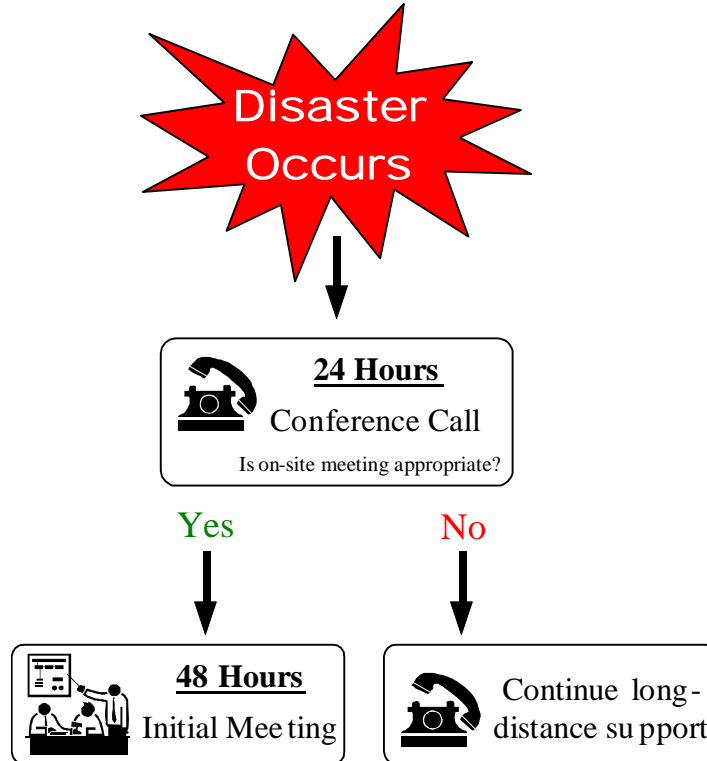 Disaster
Occurs
24 Hours
Conference Call
Is on-site meeting appropriate?
Yes
No
48 Hours
Initial Meeting
Continue long-
distance support